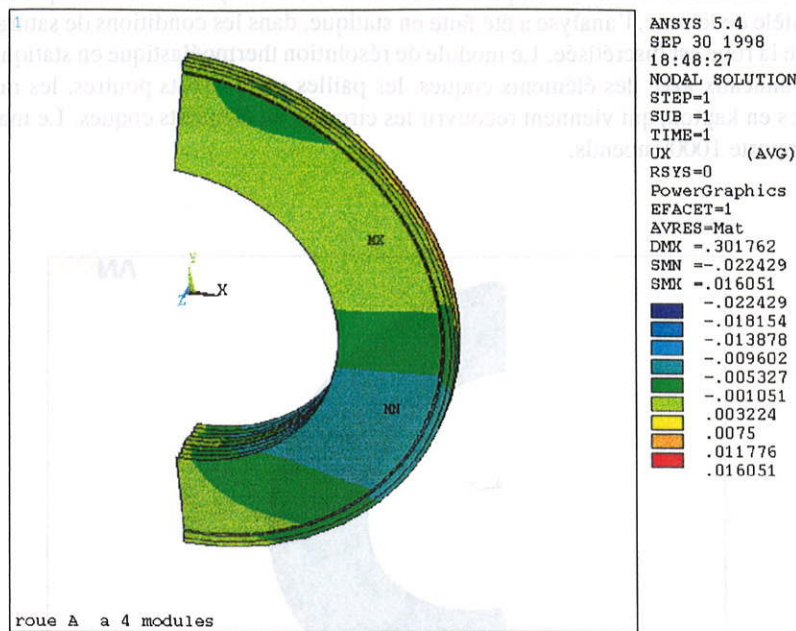 1
ANSYS 5.4
SEP 30 1998
18:48:27
NODAL SOLUTION
STEP=1
SUB =1
TIME=1
UX (AVG)
RSYS=0
PowerGraphics
EFACET=1
AVRES=Mat
DMX =.301762
SMN =-.022429
SMX =.016051
-.022429
-.018154
-.013878
-.009602
-.005327
-.001051
.003224
.0075
.011776
.016051
MX
Y
Z X
MN
roue A a 4 modules